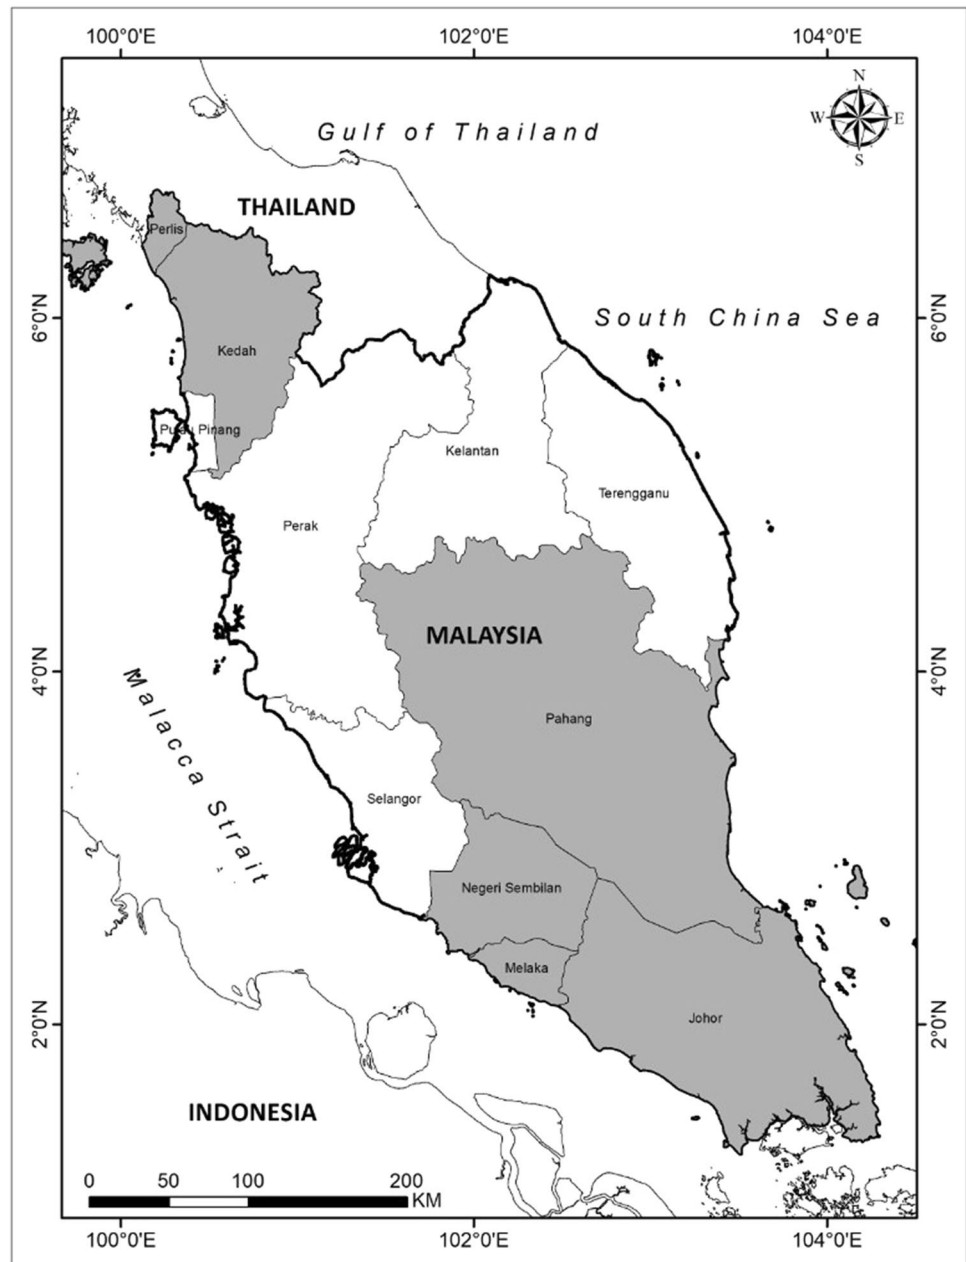 100°0'E 102°0'E 104°0'E
N
W E
S
Gulf of Thailand
THAILAND
Perlis
6°0'N 6°0'N
South China Sea
Kedah
Pulau Pinang
Kelantan
Terengganu
Perak
MALAYSIA
4°0'N 4°0'N
Malacca Strait
Pahang
Selangor
Negeri Sembilan
Melaka
Johor
2°0'N 2°0'N
INDONESIA
0 50 100 200
KM
100°0'E 102°0'E 104°0'E